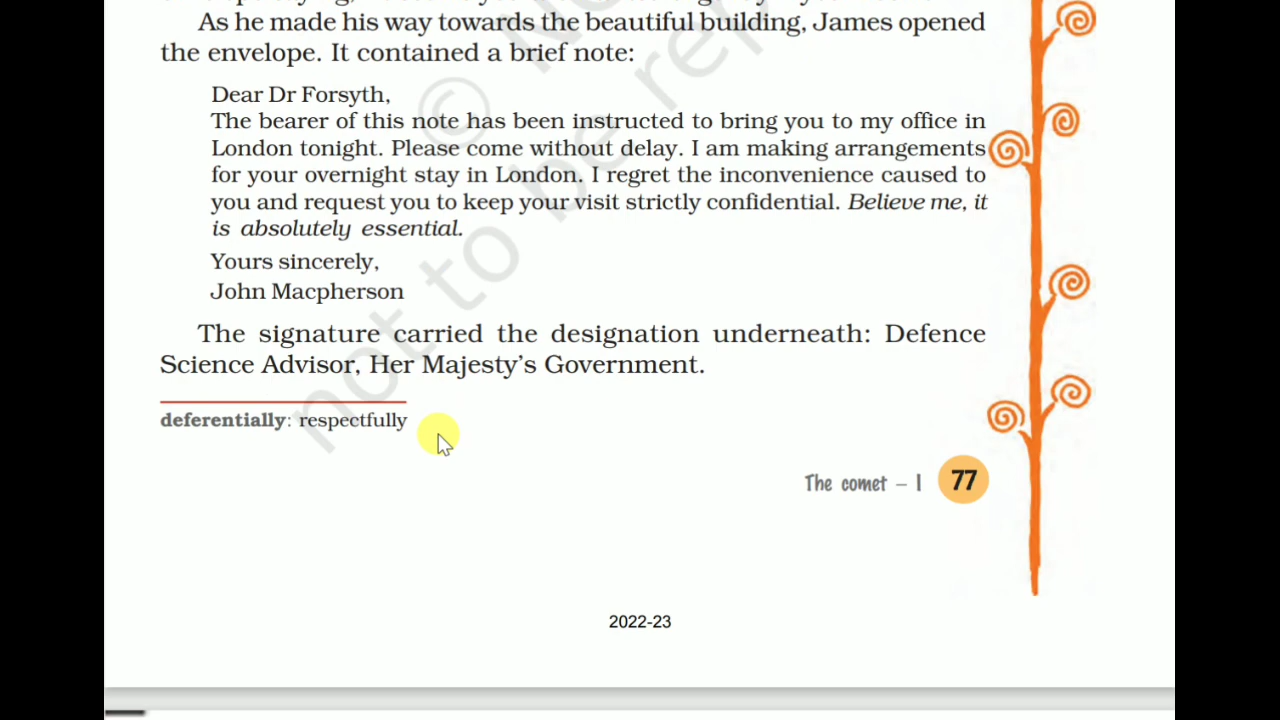 As he made his way towards the beautiful building, James opened
the envelope. It contained a brief note:
Dear Dr Forsyth,
The bearer of this note has been instructed to bring you to my office in
London tonight. Please come without delay. I am making arrangements
for your overnight stay in London. I regret the inconvenience caused to
you and request you to keep your visit strictly confidential. Believe me, it
is absolutely essential.
Yours sincerely,
John Macpherson
The signature carried the designation underneath: Defence
Science Advisor, Her Majesty's Government.
deferentially: respectfully
The comet – I 77
2022-23
not to be